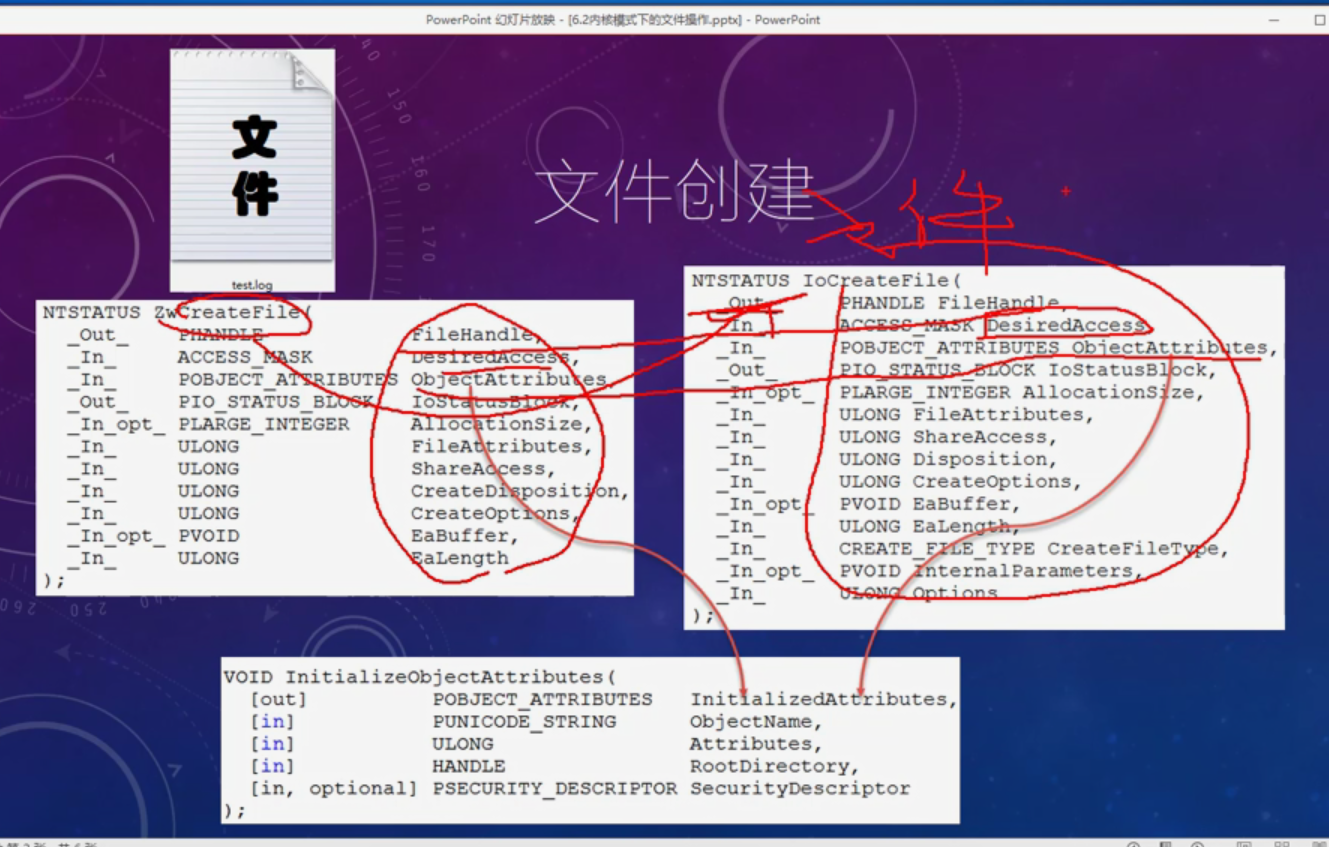 PowerPoint 幻灯片放映 - [6.2内核模式下的文件操作.pptx] - PowerPoint
文
件
test.log
文件创建
文件
NTSTATUS ZwCreateFile(
_Out_ PHANDLE FileHandle,
_In_ ACCESS_MASK DesiredAccess,
_In_ POBJECT_ATTRIBUTES ObjectAttributes
_Out_ PIO_STATUS_BLOCK IoStatusBlock,
_In_opt_ PLARGE_INTEGER AllocationSize,
_In_ ULONG FileAttributes,
_In_ ULONG ShareAccess,
_In_ ULONG CreateDisposition,
_In_ ULONG CreateOptions,
_In_opt_ PVOID EaBuffer,
_In_ ULONG EaLength
);
NTSTATUS IoCreateFile(
_Out_ PHANDLE FileHandle,
_In_ ACCESS_MASK DesiredAccess,
_In_ POBJECT_ATTRIBUTES ObjectAttributes,
_Out_ PIO_STATUS_BLOCK IoStatusBlock,
_In_opt_ PLARGE_INTEGER AllocationSize,
_In_ ULONG FileAttributes,
_In_ ULONG ShareAccess,
_In_ ULONG Disposition,
_In_ ULONG CreateOptions,
_In_opt_ PVOID EaBuffer,
_In_ ULONG EaLength,
_In_ CREATE_FILE_TYPE CreateFileType,
_In_opt_ PVOID InternalParameters,
_In_ ULONG Options
);
VOID InitializeObjectAttributes(
[out] POBJECT_ATTRIBUTES InitializedAttributes,
[in] PUNICODE_STRING ObjectName,
[in] ULONG Attributes,
[in] HANDLE RootDirectory,
[in, optional] PSECURITY_DESCRIPTOR SecurityDescriptor
);
140
150
160
170
260
250